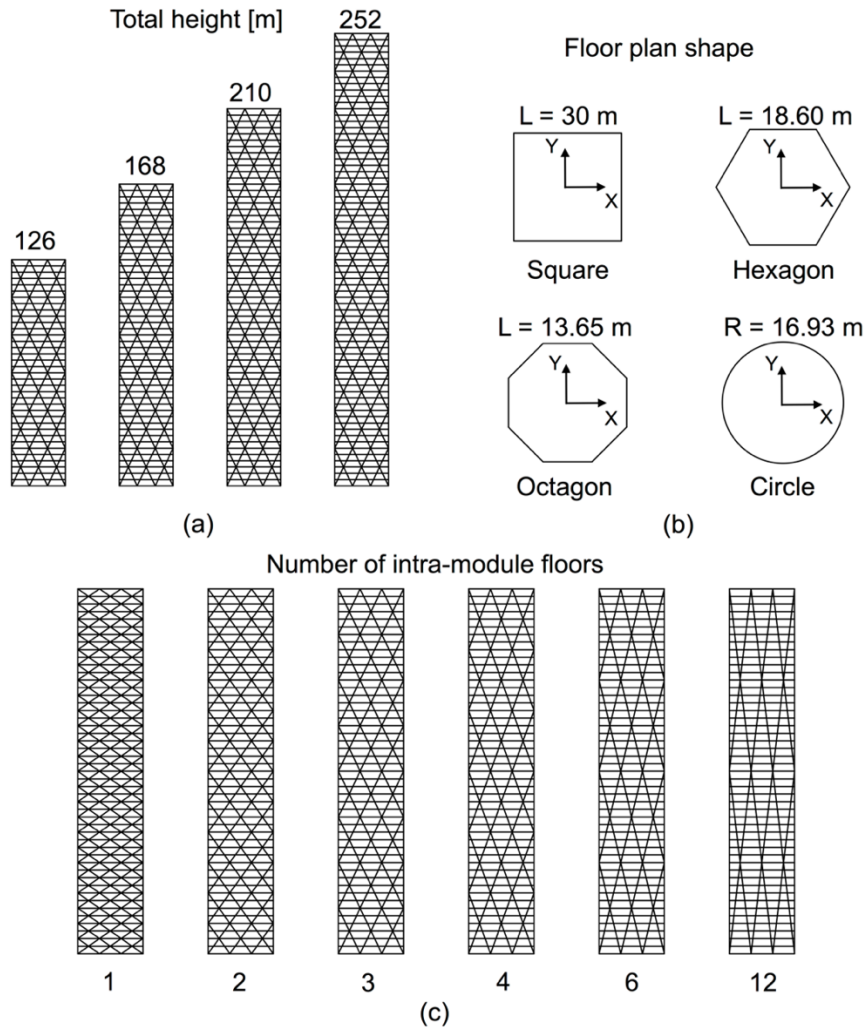 Total height [m]
126
168
210
252
(a)
Floor plan shape
L = 30 m
Y
X
Square
L = 18.60 m
Y
X
Hexagon
L = 13.65 m
Y
X
Octagon
R = 16.93 m
Y
X
Circle
(b)
Number of intra-module floors
1
2
3
4
6
12
(c)